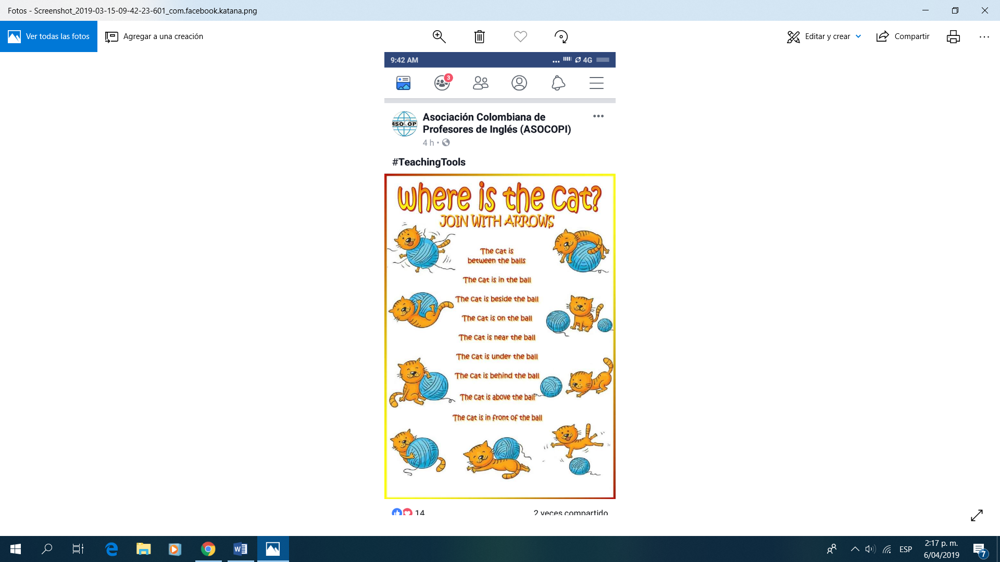 Fotos - Screenshot_2019-03-15-09-42-23-601_com.facebook.katana.png
Ver todas las fotos
Agregar a una creación
Editar y crear
Compartir
9:42 AM
4G
3
ASOCOPI
Asociación Colombiana de
Profesores de Inglés (ASOCOPI)
4 h
#TeachingTools
Where is the Cat?
JOIN WITH ARROWS
The cat is
between the balls
The cat is in the ball
The cat is beside the ball
The cat is on the ball
The cat is near the ball
The cat is under the ball
The cat is behind the ball
The cat is above the ball
The cat is in front of the ball
14
2 veces compartido
ESP
2:17 p. m.
6/04/2019
7